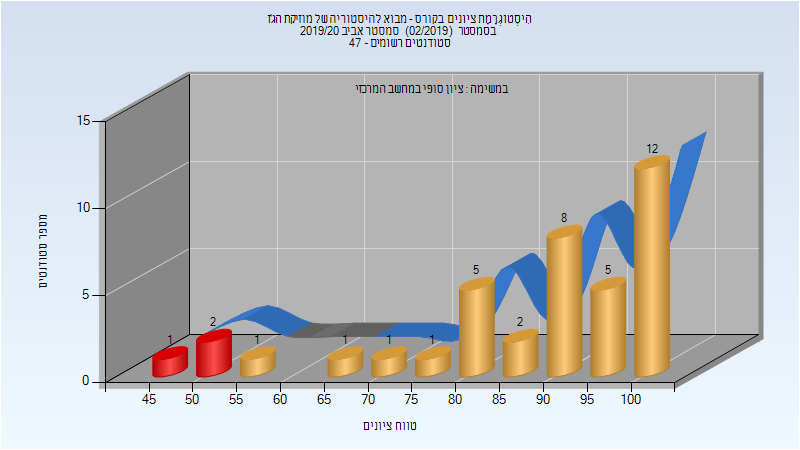 היסטוגרמת ציונים בקורס - מבוא להיסטוריה של מוזיקת הגז
בסמסטר (02/2019) סמסטר אביב 2019/20
סטודנטים רשומים - 47
במשימה : ציון סופי במחשב המרכזי
מספר סטודנטים
15
10
5
0
1
2
1
1
1
1
5
2
8
5
12
45 50 55 60 65 70 75 80 85 90 95 100
טווח ציונים